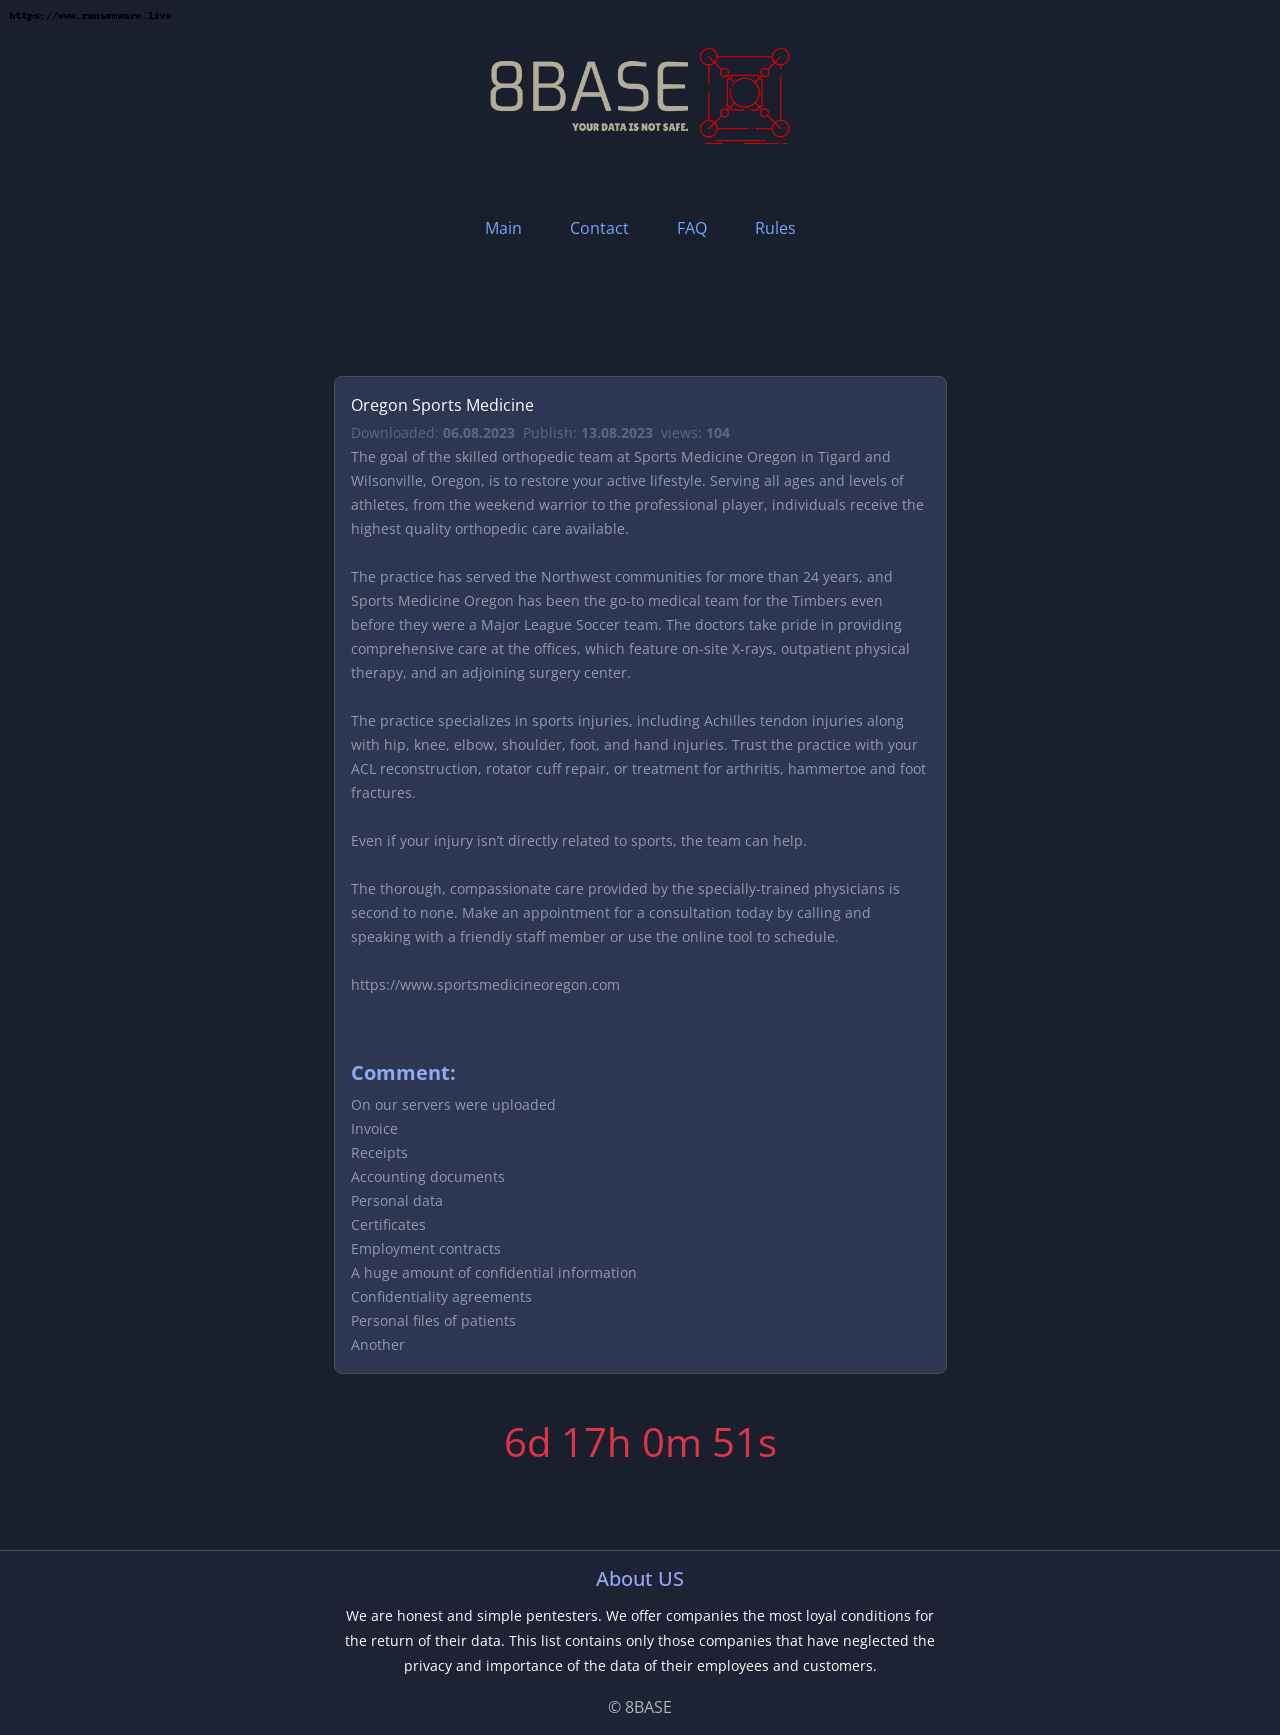 https://www.ransomware.live
8BASE
YOUR DATA IS NOT SAFE.
Main Contact FAQ Rules
Oregon Sports Medicine
Downloaded: 06.08.2023 Publish: 13.08.2023 views: 104
The goal of the skilled orthopedic team at Sports Medicine Oregon in Tigard and
Wilsonville, Oregon, is to restore your active lifestyle. Serving all ages and levels of
athletes, from the weekend warrior to the professional player, individuals receive the
highest quality orthopedic care available.
The practice has served the Northwest communities for more than 24 years, and
Sports Medicine Oregon has been the go-to medical team for the Timbers even
before they were a Major League Soccer team. The doctors take pride in providing
comprehensive care at the offices, which feature on-site X-rays, outpatient physical
therapy, and an adjoining surgery center.
The practice specializes in sports injuries, including Achilles tendon injuries along
with hip, knee, elbow, shoulder, foot, and hand injuries. Trust the practice with your
ACL reconstruction, rotator cuff repair, or treatment for arthritis, hammertoe and foot
fractures.
Even if your injury isn’t directly related to sports, the team can help.
The thorough, compassionate care provided by the specially-trained physicians is
second to none. Make an appointment for a consultation today by calling and
speaking with a friendly staff member or use the online tool to schedule.
https://www.sportsmedicineoregon.com
Comment:
On our servers were uploaded
Invoice
Receipts
Accounting documents
Personal data
Certificates
Employment contracts
A huge amount of confidential information
Confidentiality agreements
Personal files of patients
Another
6d 17h 0m 51s
About US
We are honest and simple pentesters. We offer companies the most loyal conditions for
the return of their data. This list contains only those companies that have neglected the
privacy and importance of the data of their employees and customers.
© 8BASE